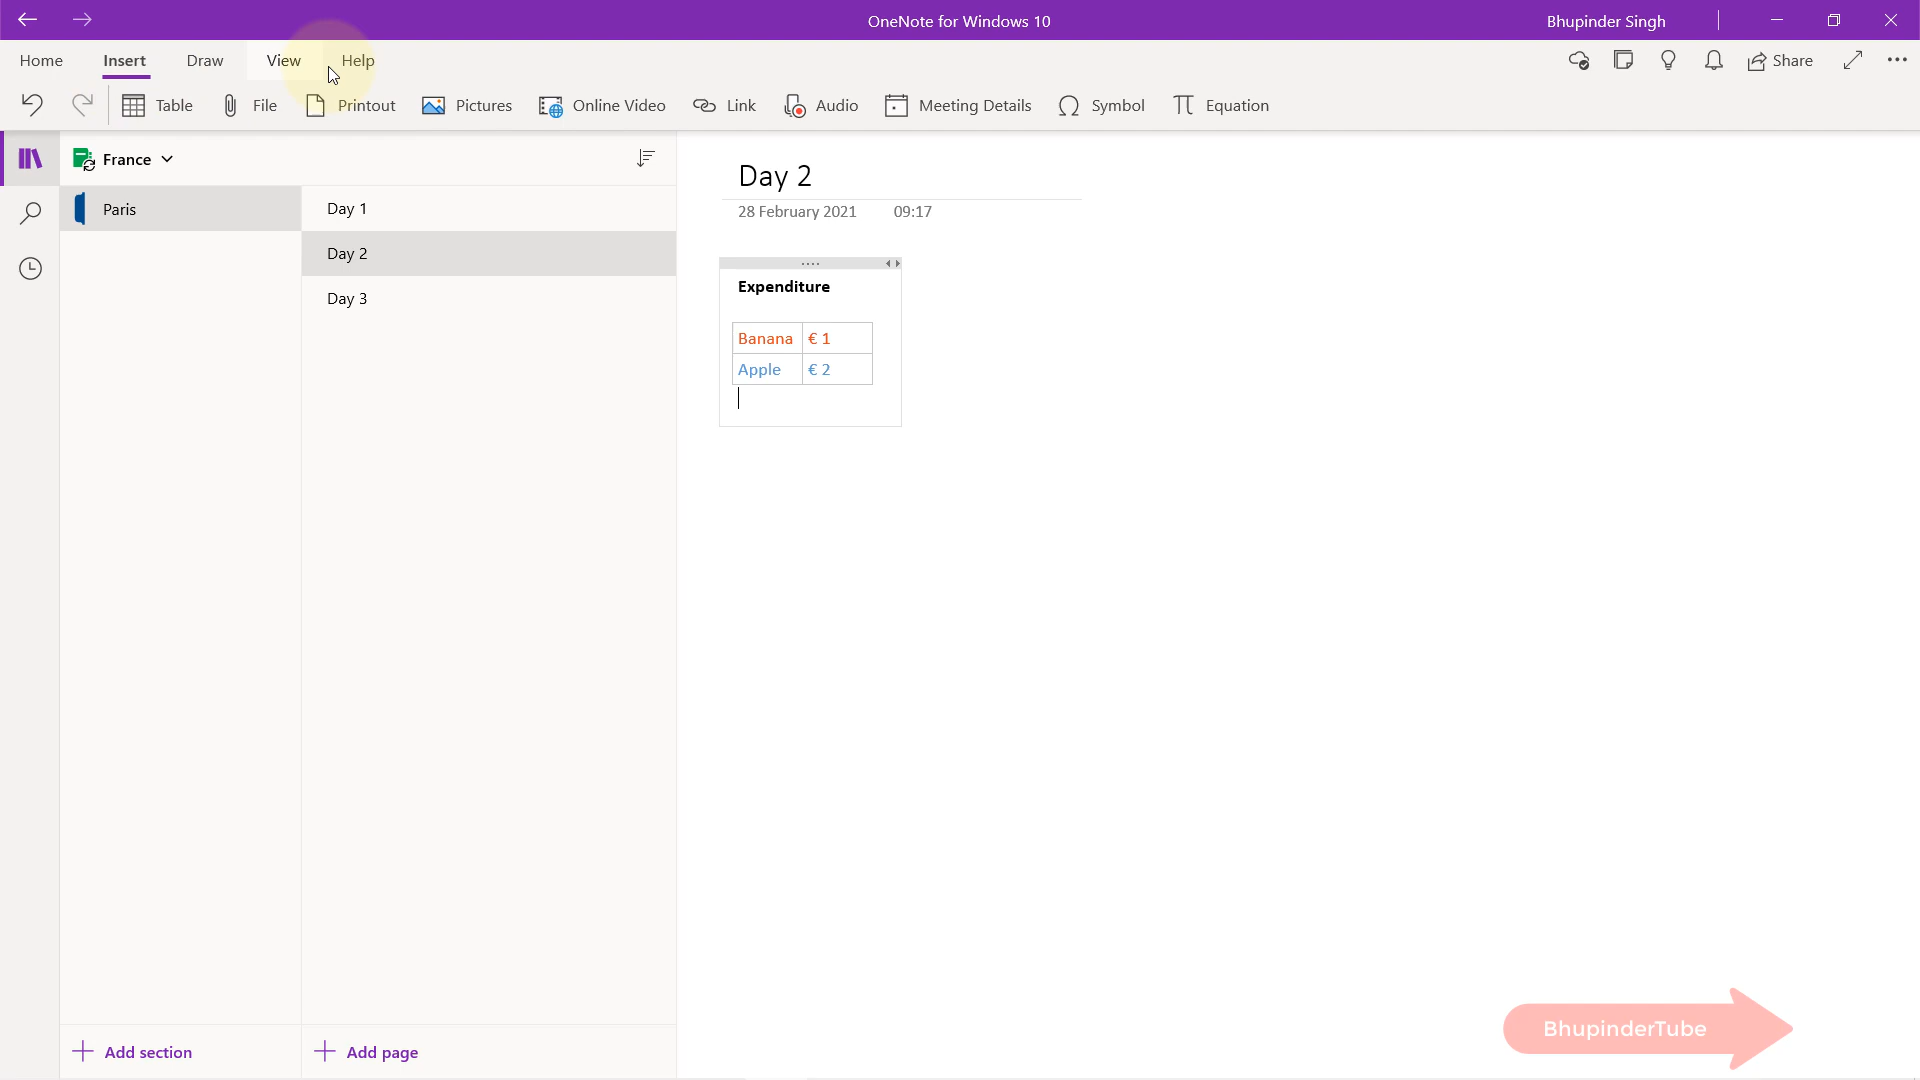 OneNote for Windows 10
Bhupinder Singh
Home Insert Draw View Help
Share
Table File Printout Pictures Online Video Link Audio Meeting Details Symbol Equation
France
Paris
Day 1
Day 2
Day 3
Day 2
28 February 2021 09:17
Expenditure
Banana € 1
Apple € 2
Add section
Add page
BhupinderTube